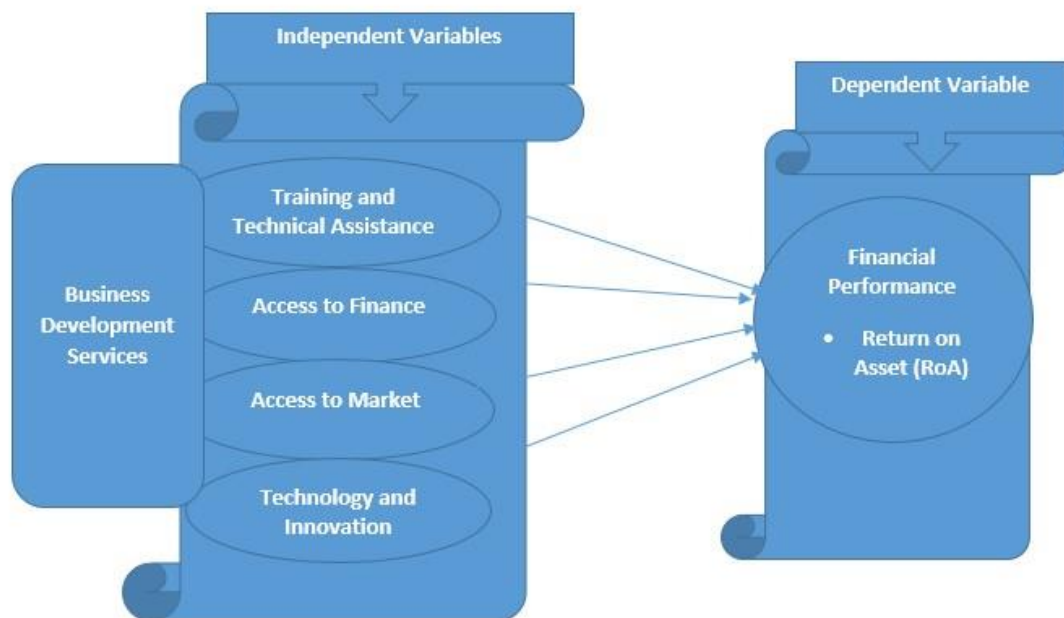 Independent Variables
Dependent Variable
Business
Development
Services
Training and
Technical Assistance
Access to Finance
Access to Market
Technology and
Innovation
Financial
Performance
• Return on
Asset (RoA)